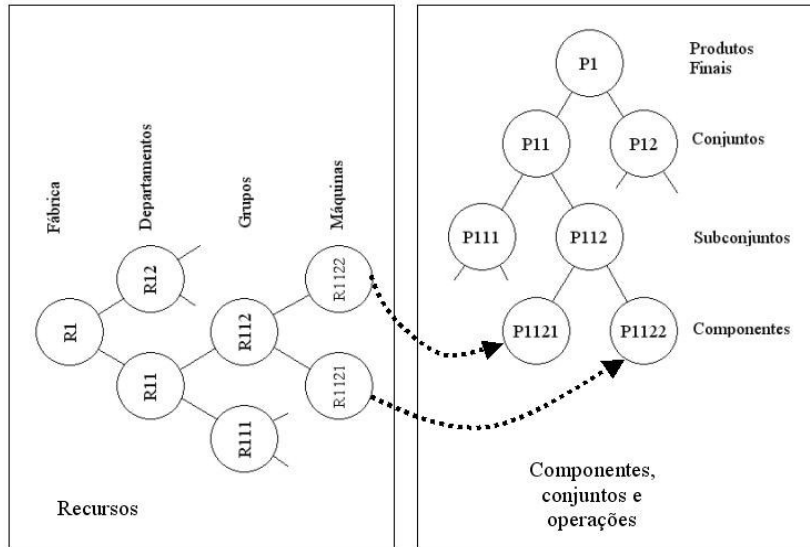 Fábrica
Departamentos
Grupos
Máquinas
R1
R12
R11
R112
R111
R1122
R1121
Recursos
P1
Produtos
Finais
P11
P12
Conjuntos
P111
P112
Subconjuntos
P1121
P1122
Componentes
Componentes,
conjuntos e
operações